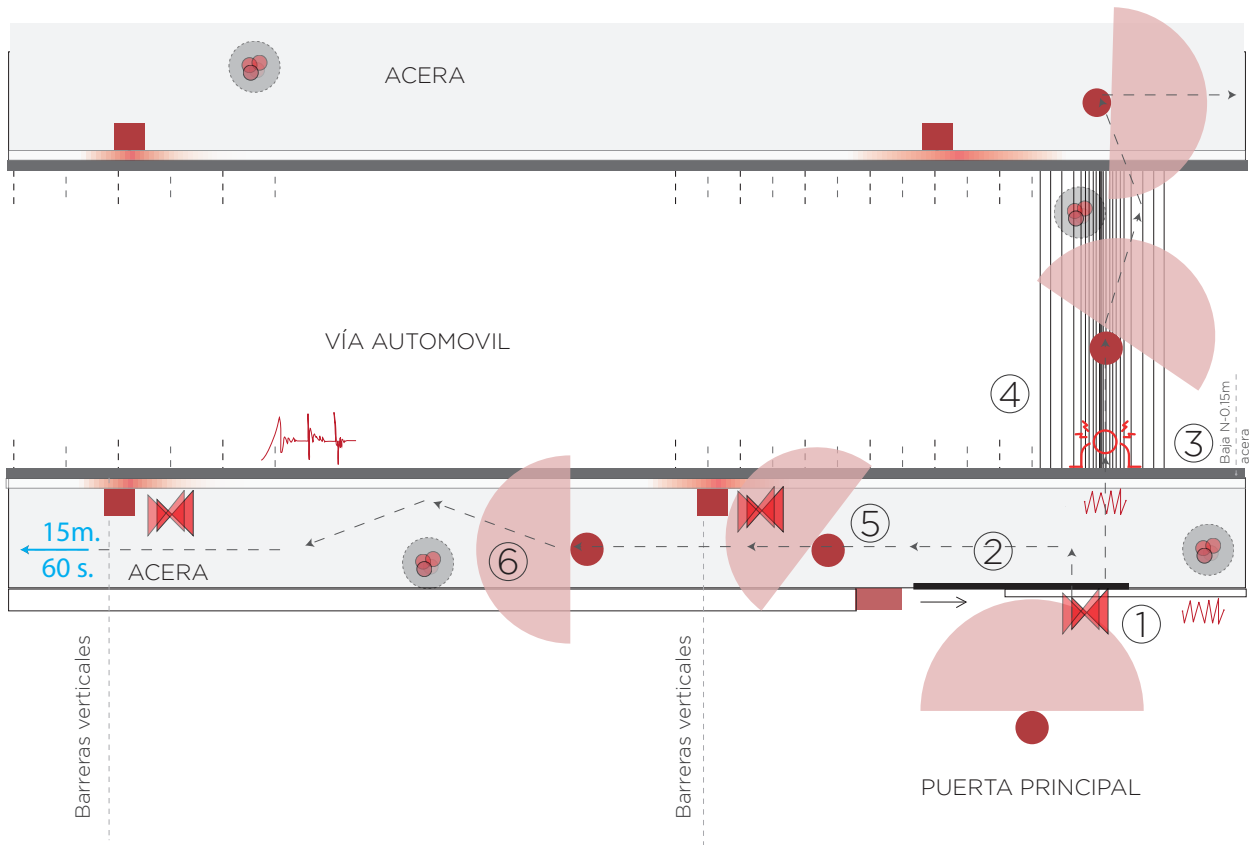 ACERA
VÍA AUTOMOVIL
④
③
Baja N-0.15m
acera
15m.
60 s.
ACERA
⑥
⑤
②
①
Barreras verticales
Barreras verticales
PUERTA PRINCIPAL